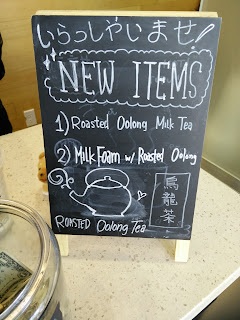 いらっしゃいませ!
NEW ITEMS
1) Roasted Oolong Milk Tea
2) Milk Foam w/ Roasted Oolong
烏龍茶
ROASTED Oolong Tea